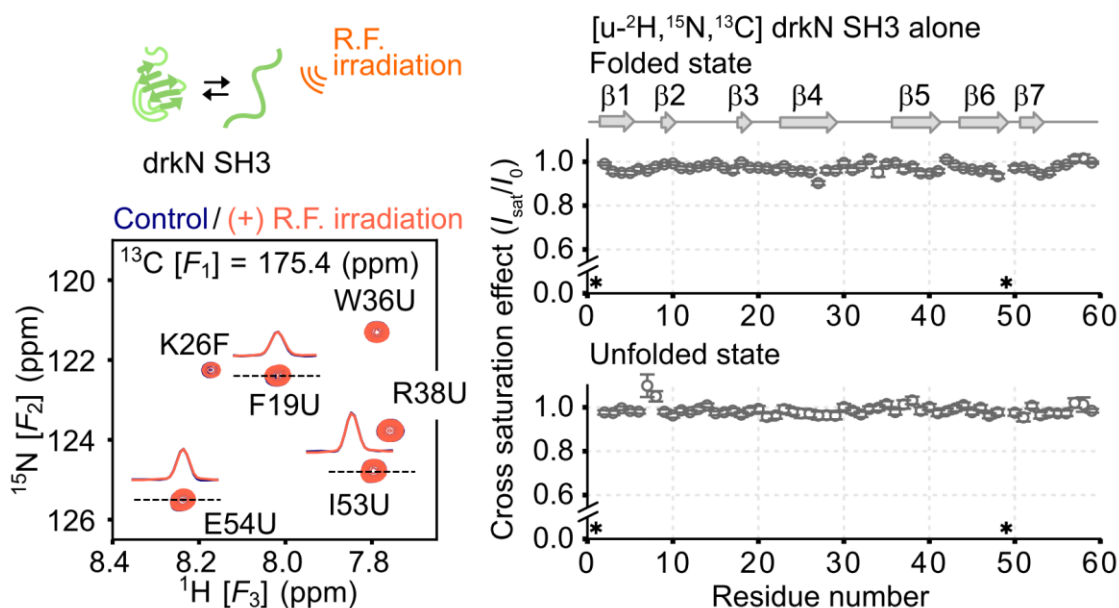 R.F.
irradiation
drkN SH3
Control / (+) R.F. irradiation
¹³C [F₁] = 175.4 (ppm)
W36U
K26F
F19U
R38U
I53U
E54U
120
122
124
126
¹⁵N [F₂] (ppm)
8.4 8.2 8.0 7.8
¹H [F₃] (ppm)
[u-²H,¹⁵N,¹³C] drkN SH3 alone
Folded state
β1 β2 β3 β4 β5 β6 β7
1.0
0.8
0.6
0.0
* *
0 10 20 30 40 50 60
Unfolded state
1.0
0.8
0.6
0.0
* *
0 10 20 30 40 50 60
Cross saturation effect (Isat/I₀)
Residue number